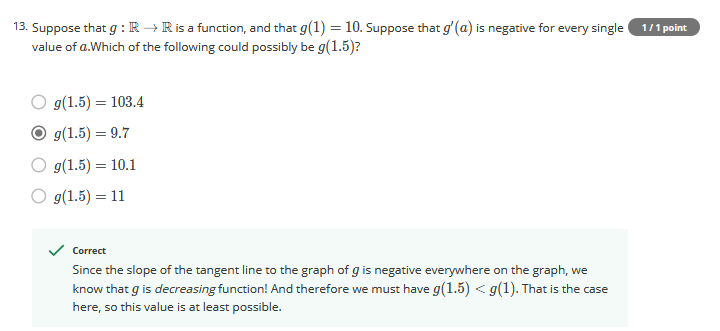 13. Suppose that g : ℝ → ℝ is a function, and that g(1) = 10. Suppose that g′(a) is negative for every single
1 / 1 point
value of a.Which of the following could possibly be g(1.5)?
g(1.5) = 103.4
g(1.5) = 9.7
g(1.5) = 10.1
g(1.5) = 11
Correct
Since the slope of the tangent line to the graph of g is negative everywhere on the graph, we
know that g is decreasing function! And therefore we must have g(1.5) < g(1). That is the case
here, so this value is at least possible.